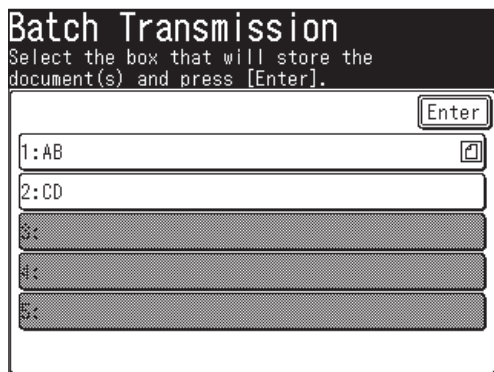 Batch Transmission
Select the box that will store the
document(s) and press [Enter].
Enter
1:AB
2:CD
3:
4:
5: